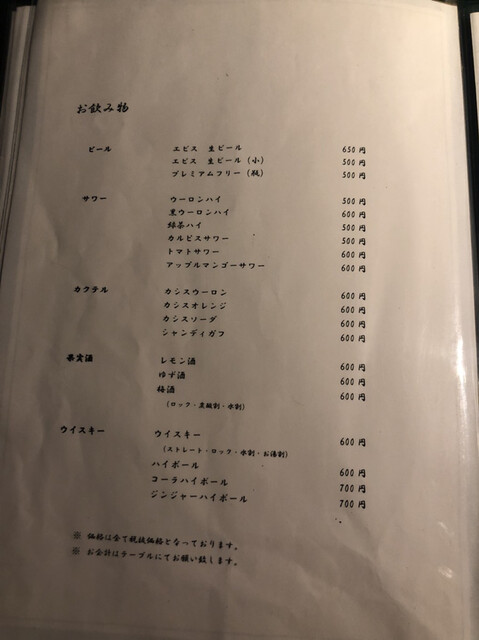 お飲み物
ビール エビス 生ビール 650円
エビス 生ビール(小) 500円
プレミアムフリー(瓶) 500円
サワー ウーロンハイ 500円
黒ウーロンハイ 600円
緑茶ハイ 500円
カルピスサワー 500円
トマトサワー 600円
アップルマンゴーサワー 600円
カクテル カシスウーロン 600円
カシスオレンジ 600円
カシスソーダ 600円
シャンディガフ 600円
果実酒 レモン酒 600円
ゆず酒 600円
梅酒 600円
(ロック・炭酸割・水割)
ウイスキー ウイスキー 600円
(ストレート・ロック・水割・お湯割)
ハイボール 600円
コーラハイボール 700円
ジンジャーハイボール 700円
※ 価格は全て税抜価格となっております。
※ お会計はテーブルにてお願い致します。